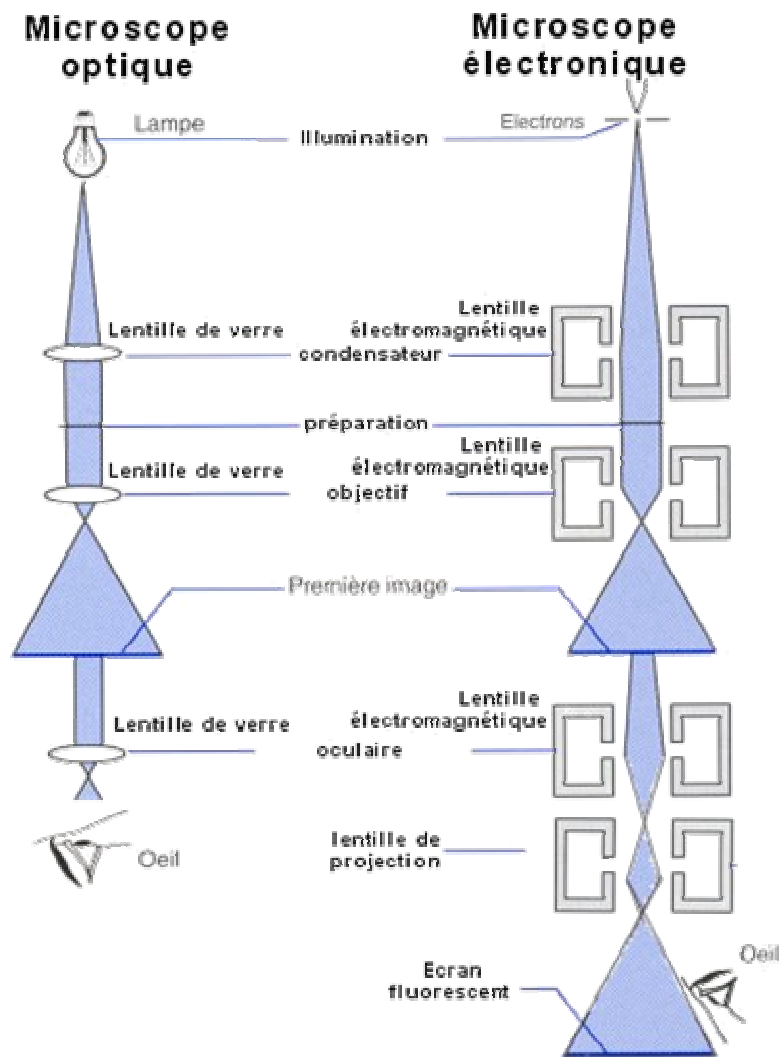 Microscope
optique
Microscope
électronique
Lampe
Illumination
Electrons
Lentille de verre
Lentille
électromagnétique
condensateur
préparation
Lentille de verre
Lentille
électromagnétique
objectif
Première image
Lentille de verre
Lentille
électromagnétique
oculaire
Oeil
lentille de
projection
Oeil
Ecran
fluorescent